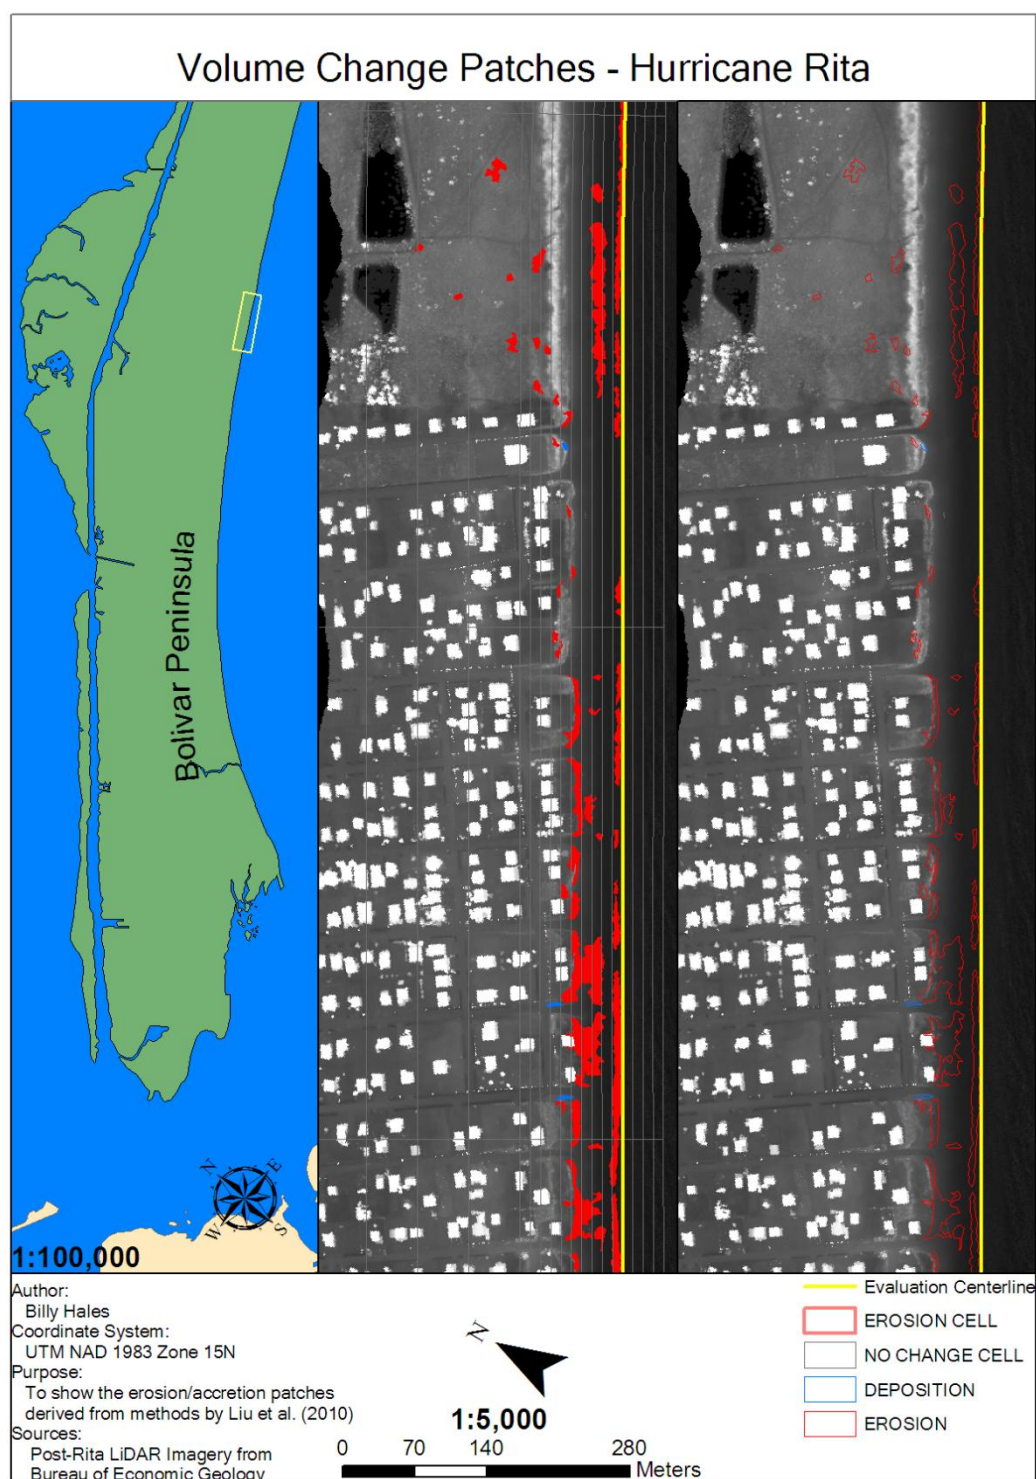 Volume Change Patches - Hurricane Rita
Bolivar Peninsula
N
E
W
S
1:100,000
Author:
Billy Hales
Coordinate System:
UTM NAD 1983 Zone 15N
Purpose:
To show the erosion/accretion patches
derived from methods by Liu et al. (2010)
Sources:
Post-Rita LiDAR Imagery from
Bureau of Economic Geology
N
1:5,000
0 70 140 280
Meters
Evaluation Centerline
EROSION CELL
NO CHANGE CELL
DEPOSITION
EROSION